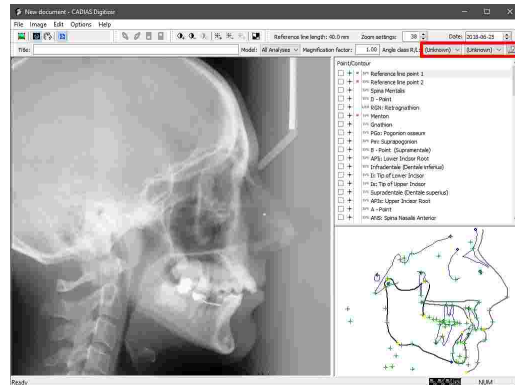 New document - CADIAS Digitizer
File Image Edit Options Help
Reference line length: 40.0 mm Zoom settings: 38 Date: 2018-06-25
Title: Model: All Analyses Magnification factor: 1.00 Angle class R/L: (Unknown) (Unknown)
Point/Contour
Reference line point 1
Reference line point 2
Spina Mentalis
D - Point
RGN: Retrognathion
Menton
Gnathion
PGo: Pogonion osseum
Pm: Suprapogonion
B - Point (Supramentale)
API: Lower Incisor Root
Infradentale (Dentale inferius)
Ii: Tip of Lower Incisor
Is: Tip of Upper Incisor
Supradentale (Dentale superius)
APIs: Upper Incisor Root
A - Point
ANS: Spina Nasalis Anterior
Ready NUM